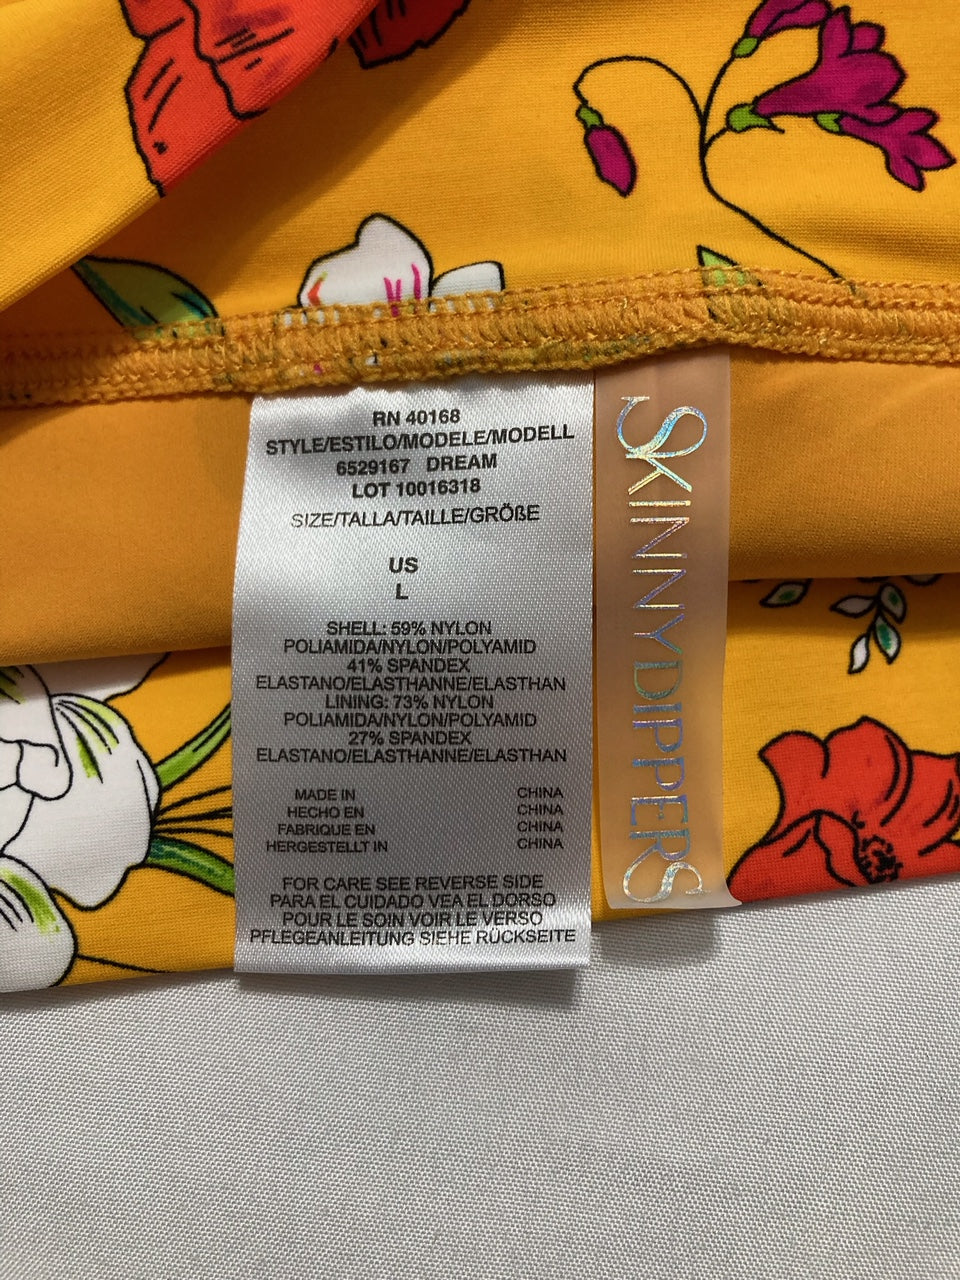 RN 40168
STYLE/ESTILO/MODELE/MODELL
6529167 DREAM
LOT 10016318
SIZE/TALLA/TAILLE/GRÖßE
US
L
SHELL: 59% NYLON
POLIAMIDA/NYLON/POLYAMID
41% SPANDEX
ELASTANO/ELASTHANNE/ELASTHAN
LINING: 73% NYLON
POLIAMIDA/NYLON/POLYAMID
27% SPANDEX
ELASTANO/ELASTHANNE/ELASTHAN
MADE IN CHINA
HECHO EN CHINA
FABRIQUE EN CHINA
HERGESTELLT IN CHINA
FOR CARE SEE REVERSE SIDE
PARA EL CUIDADO VEA EL DORSO
POUR LE SOIN VOIR LE VERSO
PFLEGEANLEITUNG SIEHE RÜCKSEITE
SKINNYDIPPERS